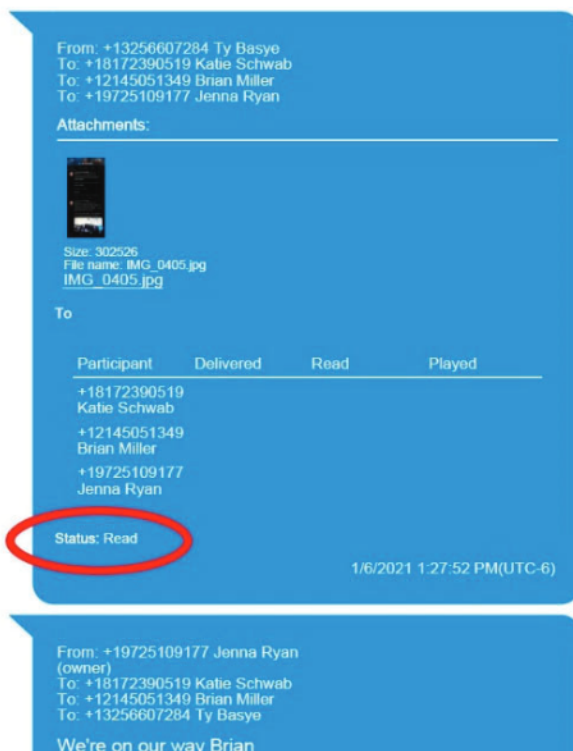 From: +13256607284 Ty Basye
To: +18172390519 Katie Schwab
To: +12145051349 Brian Miller
To: +19725109177 Jenna Ryan
Attachments:
Size: 302526
File name: IMG_0405.jpg
IMG_0405.jpg
To
Participant Delivered Read Played
+18172390519
Katie Schwab
+12145051349
Brian Miller
+19725109177
Jenna Ryan
Status: Read
1/6/2021 1:27:52 PM(UTC-6)
From: +19725109177 Jenna Ryan
(owner)
To: +18172390519 Katie Schwab
To: +12145051349 Brian Miller
To: +13256607284 Ty Basye
We're on our way Brian